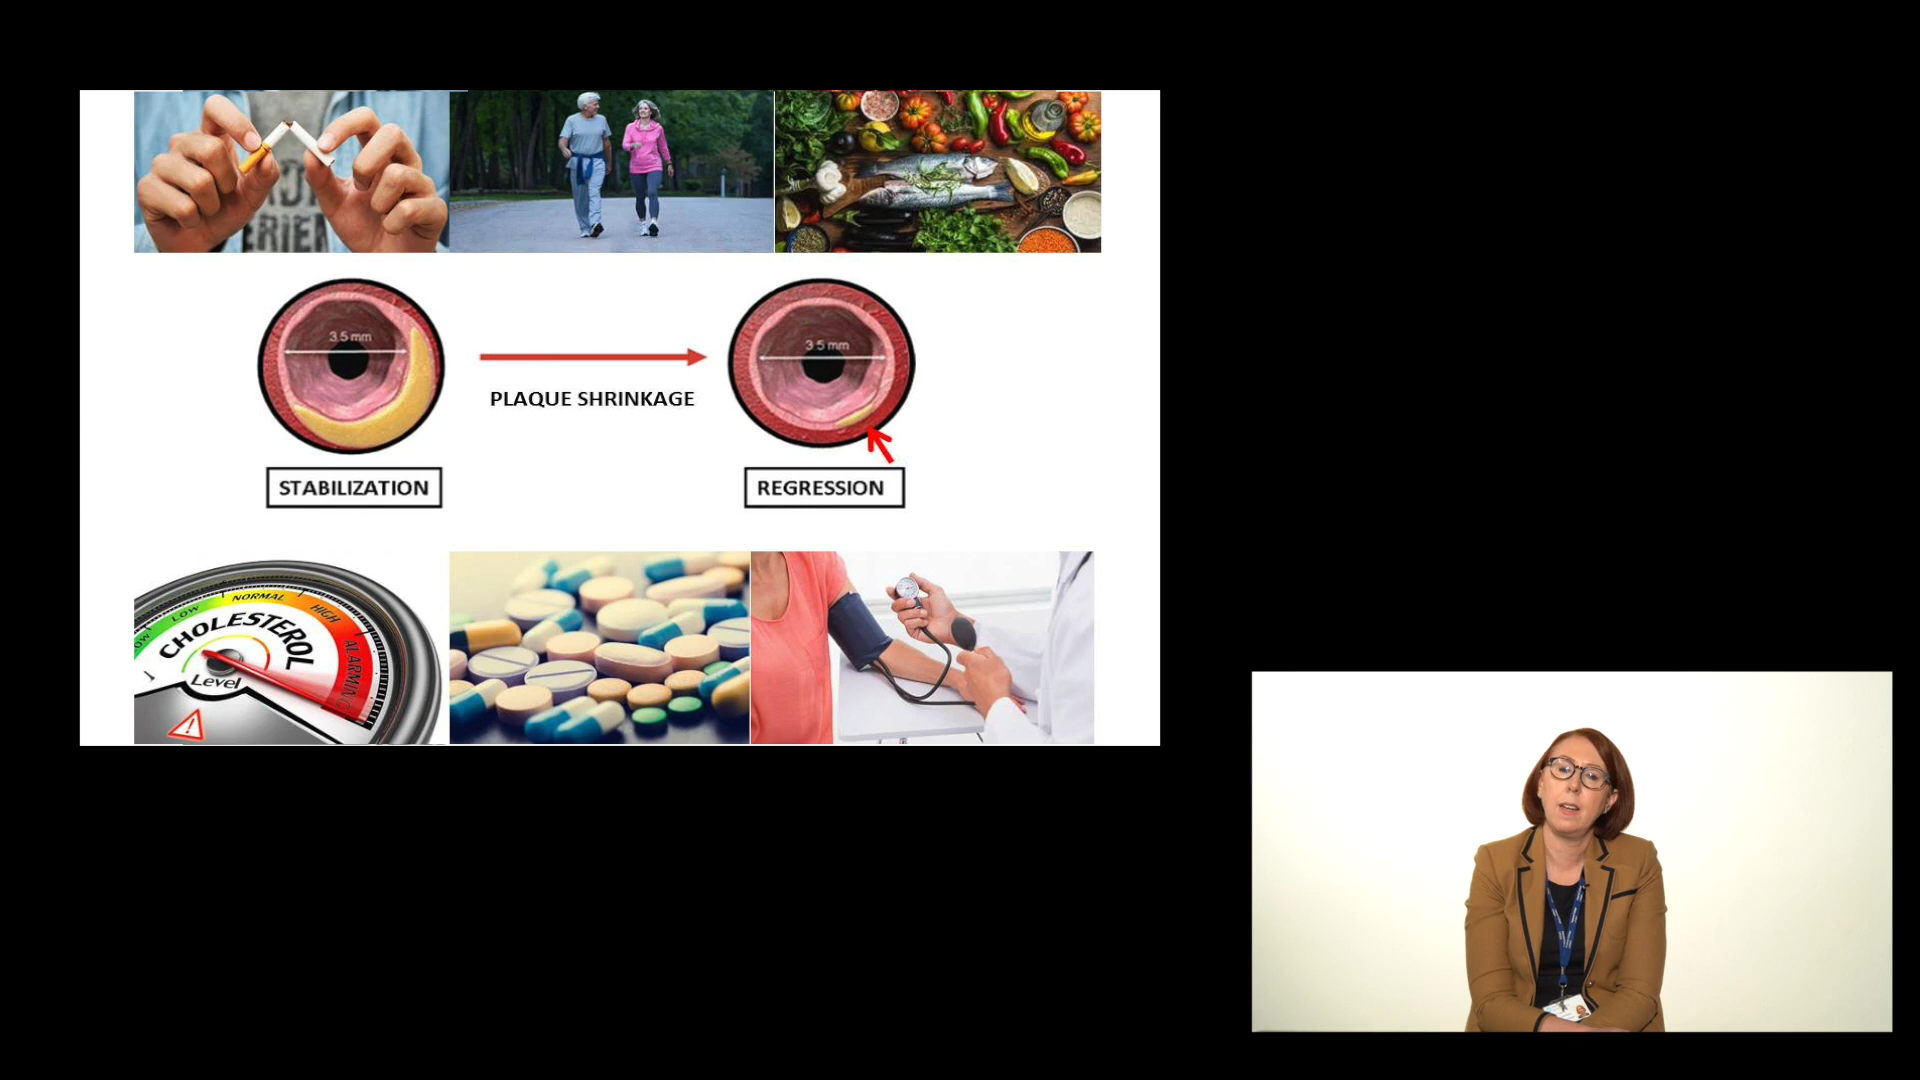 3.5 mm
3.5 mm
PLAQUE SHRINKAGE
STABILIZATION
REGRESSION
LOW
NORMAL
HIGH
ALARMING
CHOLESTEROL
Level